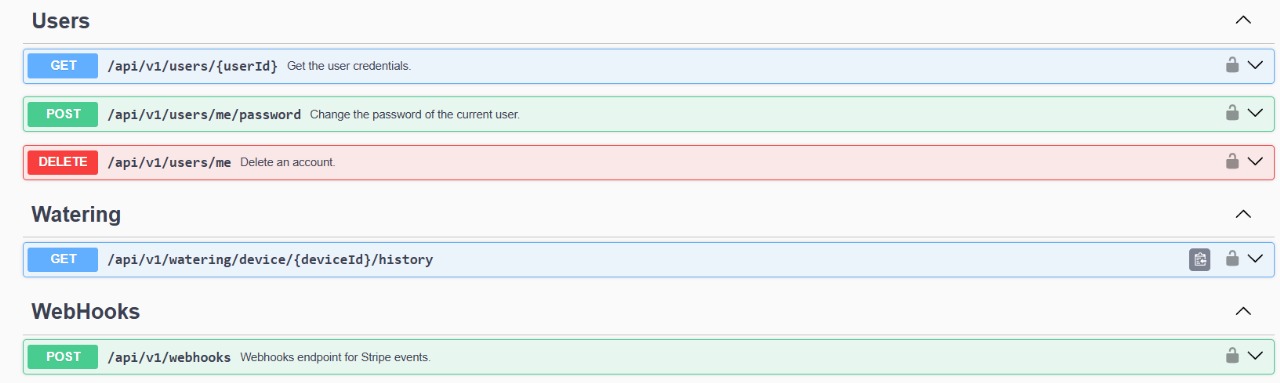 Users
GET /api/v1/users/{userId} Get the user credentials.
POST /api/v1/users/me/password Change the password of the current user.
DELETE /api/v1/users/me Delete an account.
Watering
GET /api/v1/watering/device/{deviceId}/history
WebHooks
POST /api/v1/webhooks Webhooks endpoint for Stripe events.